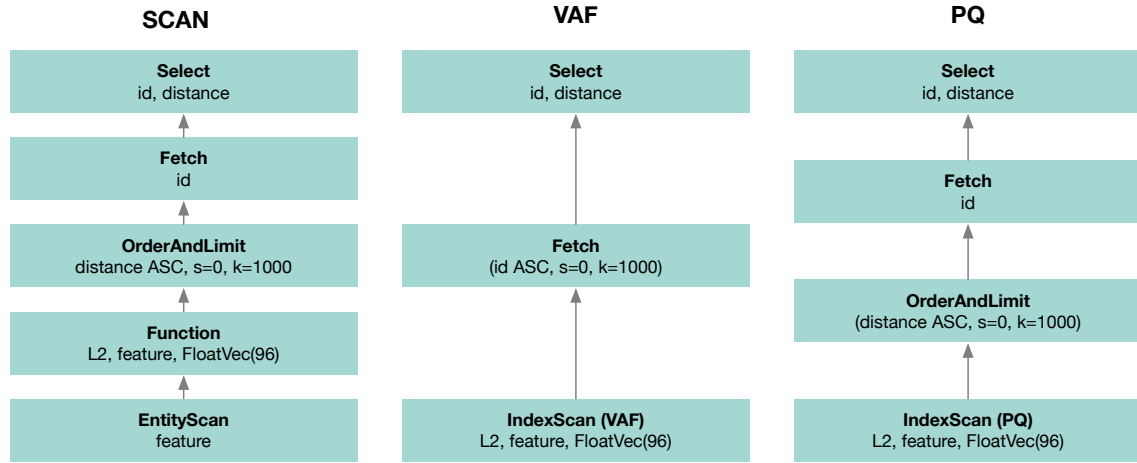 SCAN
Select
id, distance
Fetch
id
OrderAndLimit
distance ASC, s=0, k=1000
Function
L2, feature, FloatVec(96)
EntityScan
feature
VAF
Select
id, distance
Fetch
(id ASC, s=0, k=1000)
IndexScan (VAF)
L2, feature, FloatVec(96)
PQ
Select
id, distance
Fetch
id
OrderAndLimit
(distance ASC, s=0, k=1000)
IndexScan (PQ)
L2, feature, FloatVec(96)